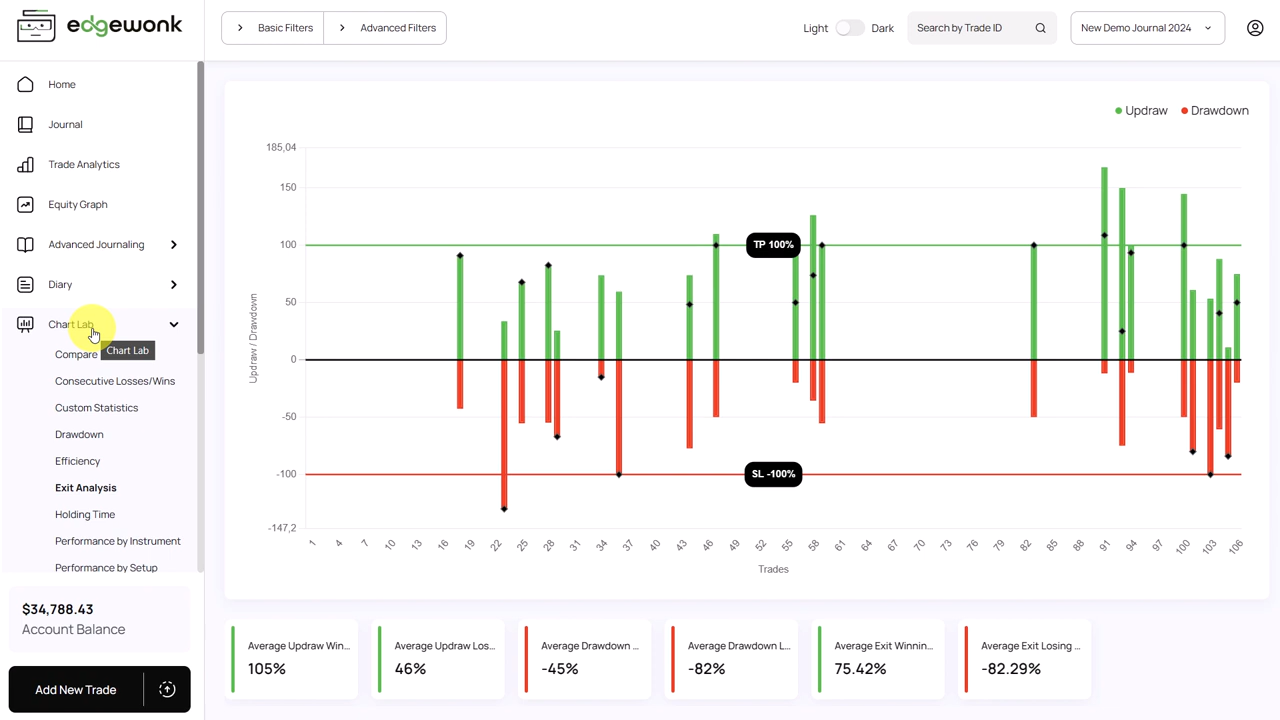 edgewonk
Basic Filters
Advanced Filters
Light
Dark
Search by Trade ID
New Demo Journal 2024
Home
Journal
Trade Analytics
Equity Graph
Advanced Journaling
Diary
Chart Lab
Compare
Chart Lab
Consecutive Losses/Wins
Custom Statistics
Drawdown
Efficiency
Exit Analysis
Holding Time
Performance by Instrument
Performance by Setup
$34,788.43
Account Balance
Add New Trade
Updraw
Drawdown
185,04
150
100
50
0
-50
-100
-147,2
Updraw / Drawdown
TP 100%
SL -100%
1 4 7 10 13 16 19 22 25 28 31 34 37 40 43 46 49 52 55 58 61 64 67 70 73 76 79 82 85 88 91 94 97 100 103 106
Trades
Average Updraw Win...
105%
Average Updraw Los...
46%
Average Drawdown ...
-45%
Average Drawdown L...
-82%
Average Exit Winnin...
75.42%
Average Exit Losing ...
-82.29%